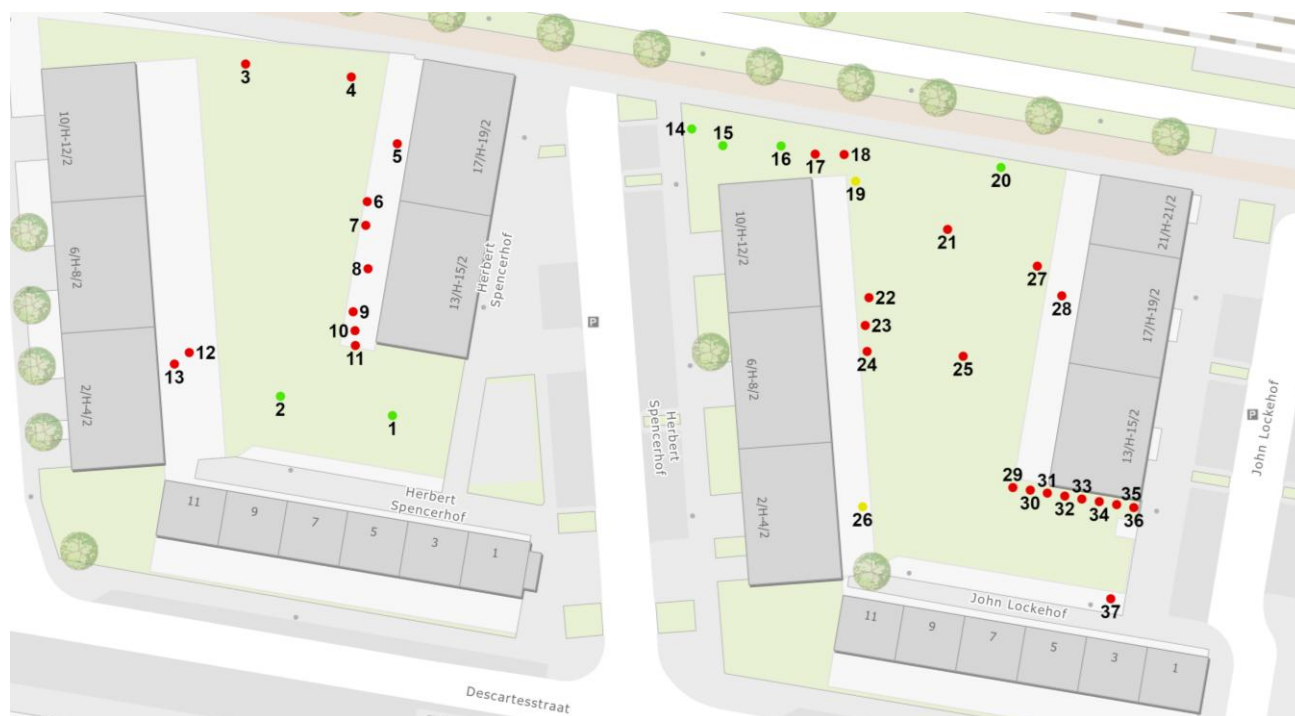 3
4
5
6
7
8
9
10
11
12
13
2
1
10/H-12/2
6/H-8/2
2/H-4/2
17/H-19/2
13/H-15/2
Herbert
Spencerhof
Herbert
Spencerhof
11
9
7
5
3
1
Descartesstraat
P
14
15
16
17
18
19
20
21
22
23
24
25
26
27
28
29
30
31
32
33
34
35
36
37
Herbert
Spencerhof
10/H-12/2
6/H-8/2
2/H-4/2
21/H-21/2
17/H-19/2
13/H-15/2
John Lockehof
P
John Lockehof
11
9
7
5
3
1